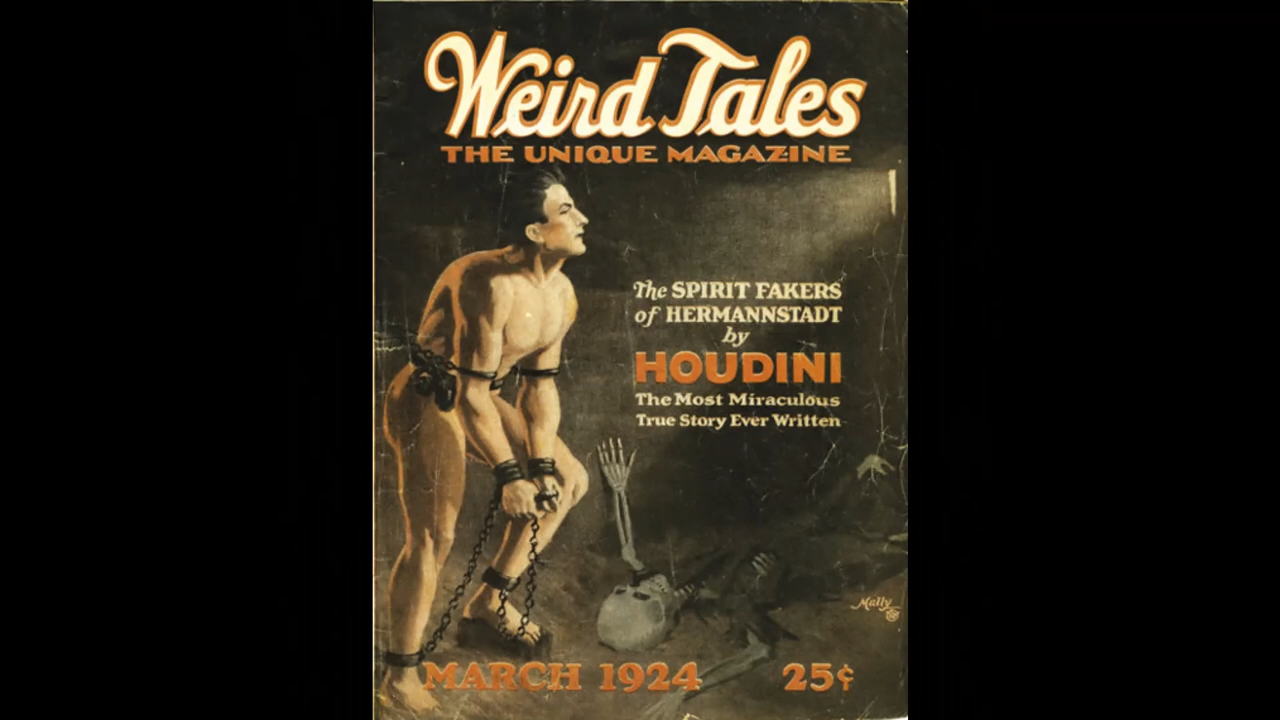 Weird Tales
THE UNIQUE MAGAZINE
The SPIRIT FAKERS
of HERMANNSTADT
by
HOUDINI
The Most Miraculous
True Story Ever Written
Mally
MARCH 1924 25¢